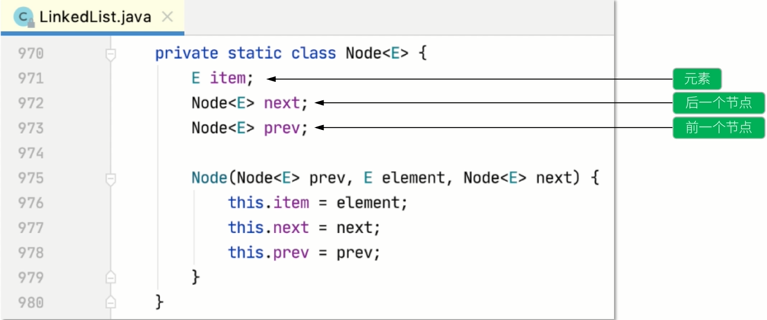 LinkedList.java
970 private static class Node<E> {
971 E item; 元素
972 Node<E> next; 后一个节点
973 Node<E> prev; 前一个节点
974
975 Node(Node<E> prev, E element, Node<E> next) {
976 this.item = element;
977 this.next = next;
978 this.prev = prev;
979 }
980 }